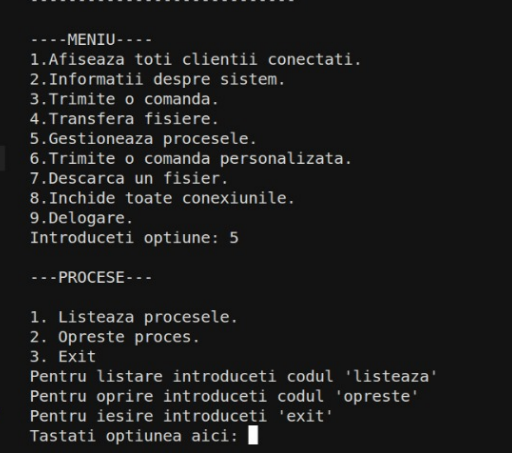 ----MENIU----
1.Afiseaza toti clientii conectati.
2.Informatii despre sistem.
3.Trimite o comanda.
4.Transfera fisiere.
5.Gestioneaza procesele.
6.Trimite o comanda personalizata.
7.Descarca un fisier.
8.Inchide toate conexiunile.
9.Delogare.
Introduceti optiune: 5
---PROCESE---
1. Listeaza procesele.
2. Opreste proces.
3. Exit
Pentru listare introduceti codul 'listeaza'
Pentru oprire introduceti codul 'opreste'
Pentru iesire introduceti 'exit'
Tastati optiunea aici: